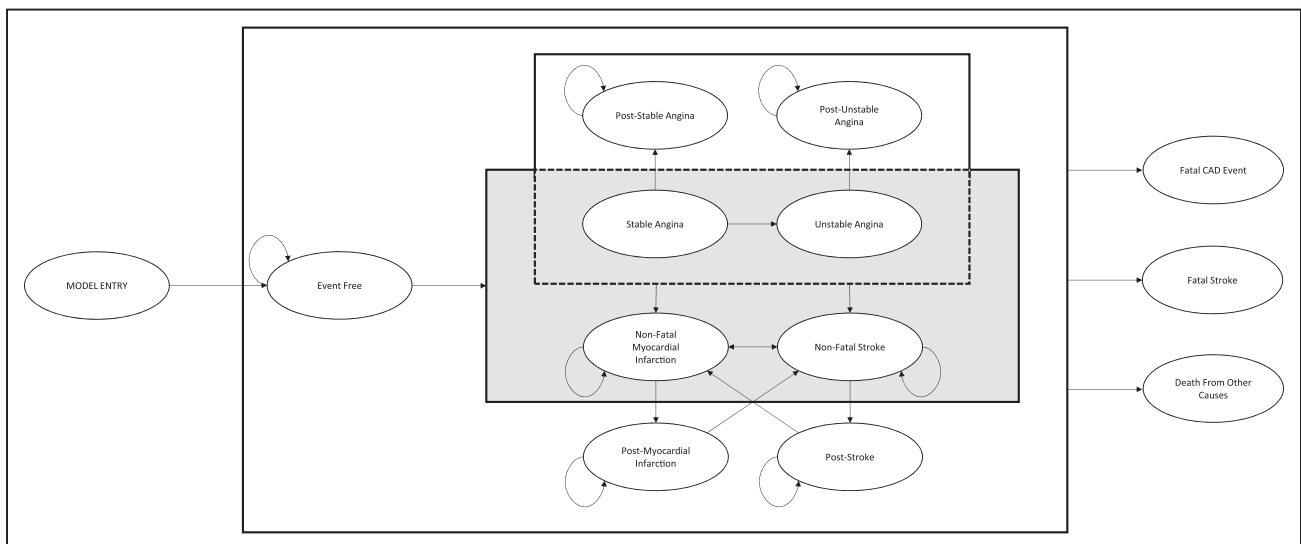 Post-Stable Angina
Post-Unstable
Angina
Fatal CAD Event
Stable Angina
Unstable Angina
MODEL ENTRY
Event Free
Fatal Stroke
Non-Fatal
Myocardial
Infarction
Non-Fatal Stroke
Death From Other
Causes
Post-Myocardial
Infarction
Post-Stroke